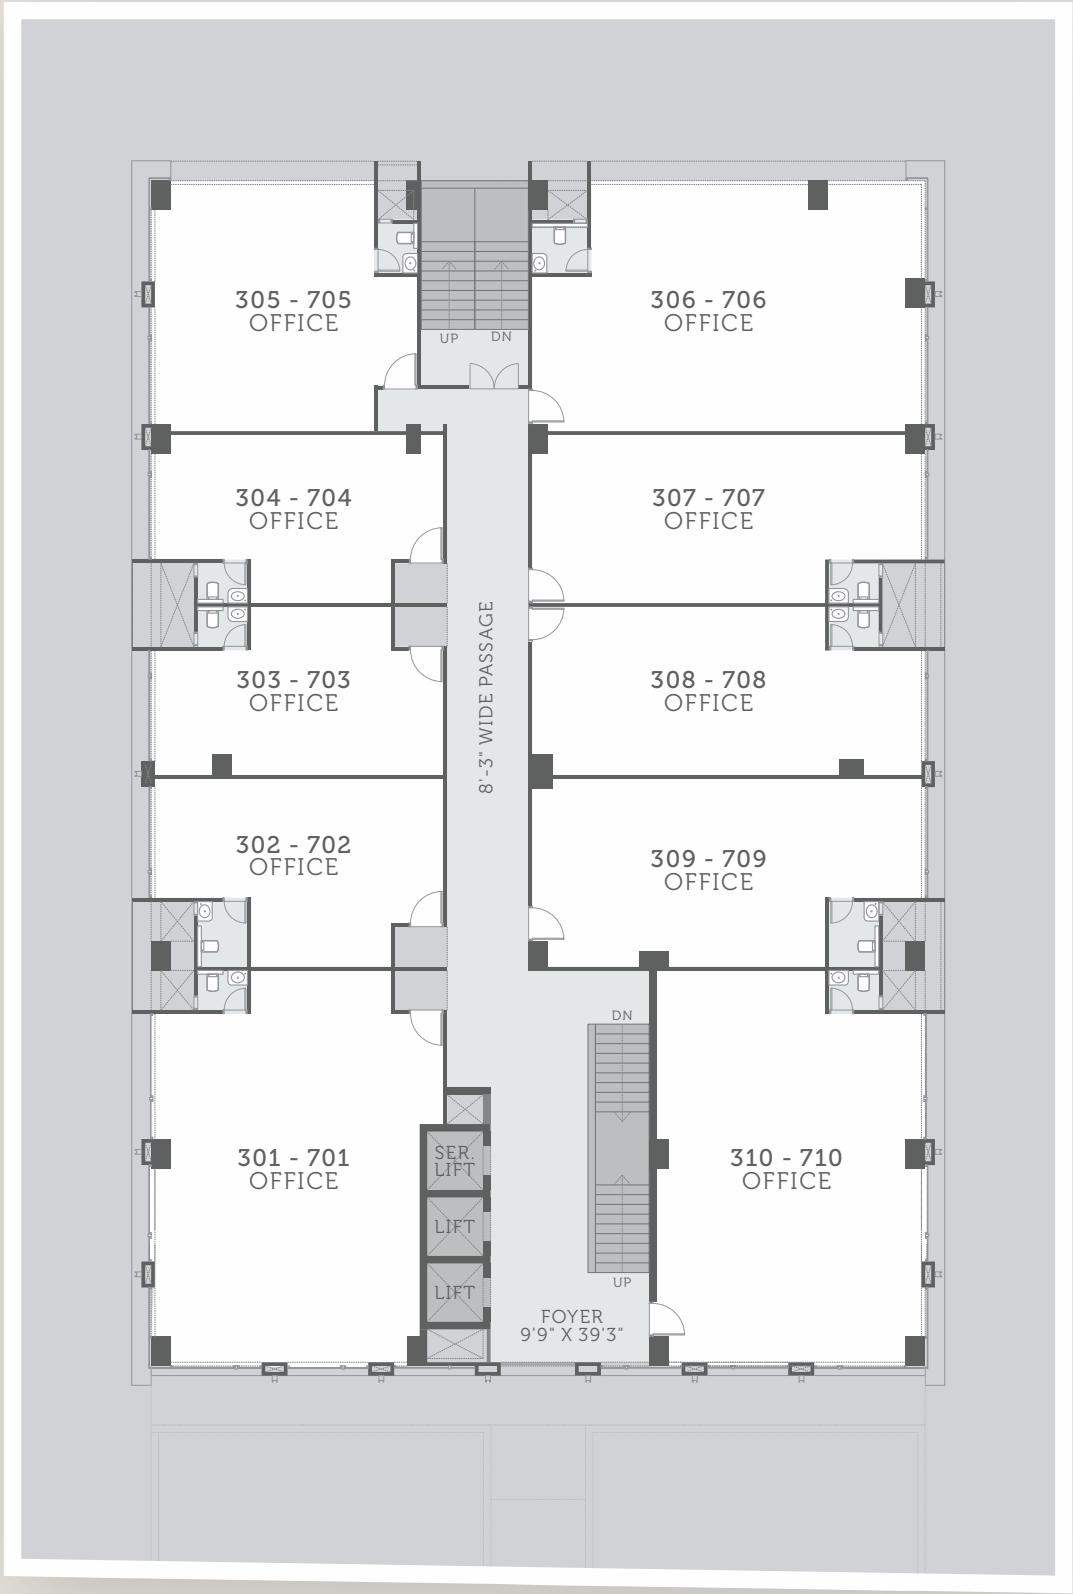 305 - 705
OFFICE
306 - 706
OFFICE
UP
DN
304 - 704
OFFICE
307 - 707
OFFICE
8'-3" WIDE PASSAGE
303 - 703
OFFICE
308 - 708
OFFICE
302 - 702
OFFICE
309 - 709
OFFICE
DN
301 - 701
OFFICE
SER.
LIFT
310 - 710
OFFICE
LIFT
LIFT
UP
FOYER
9'9" X 39'3"